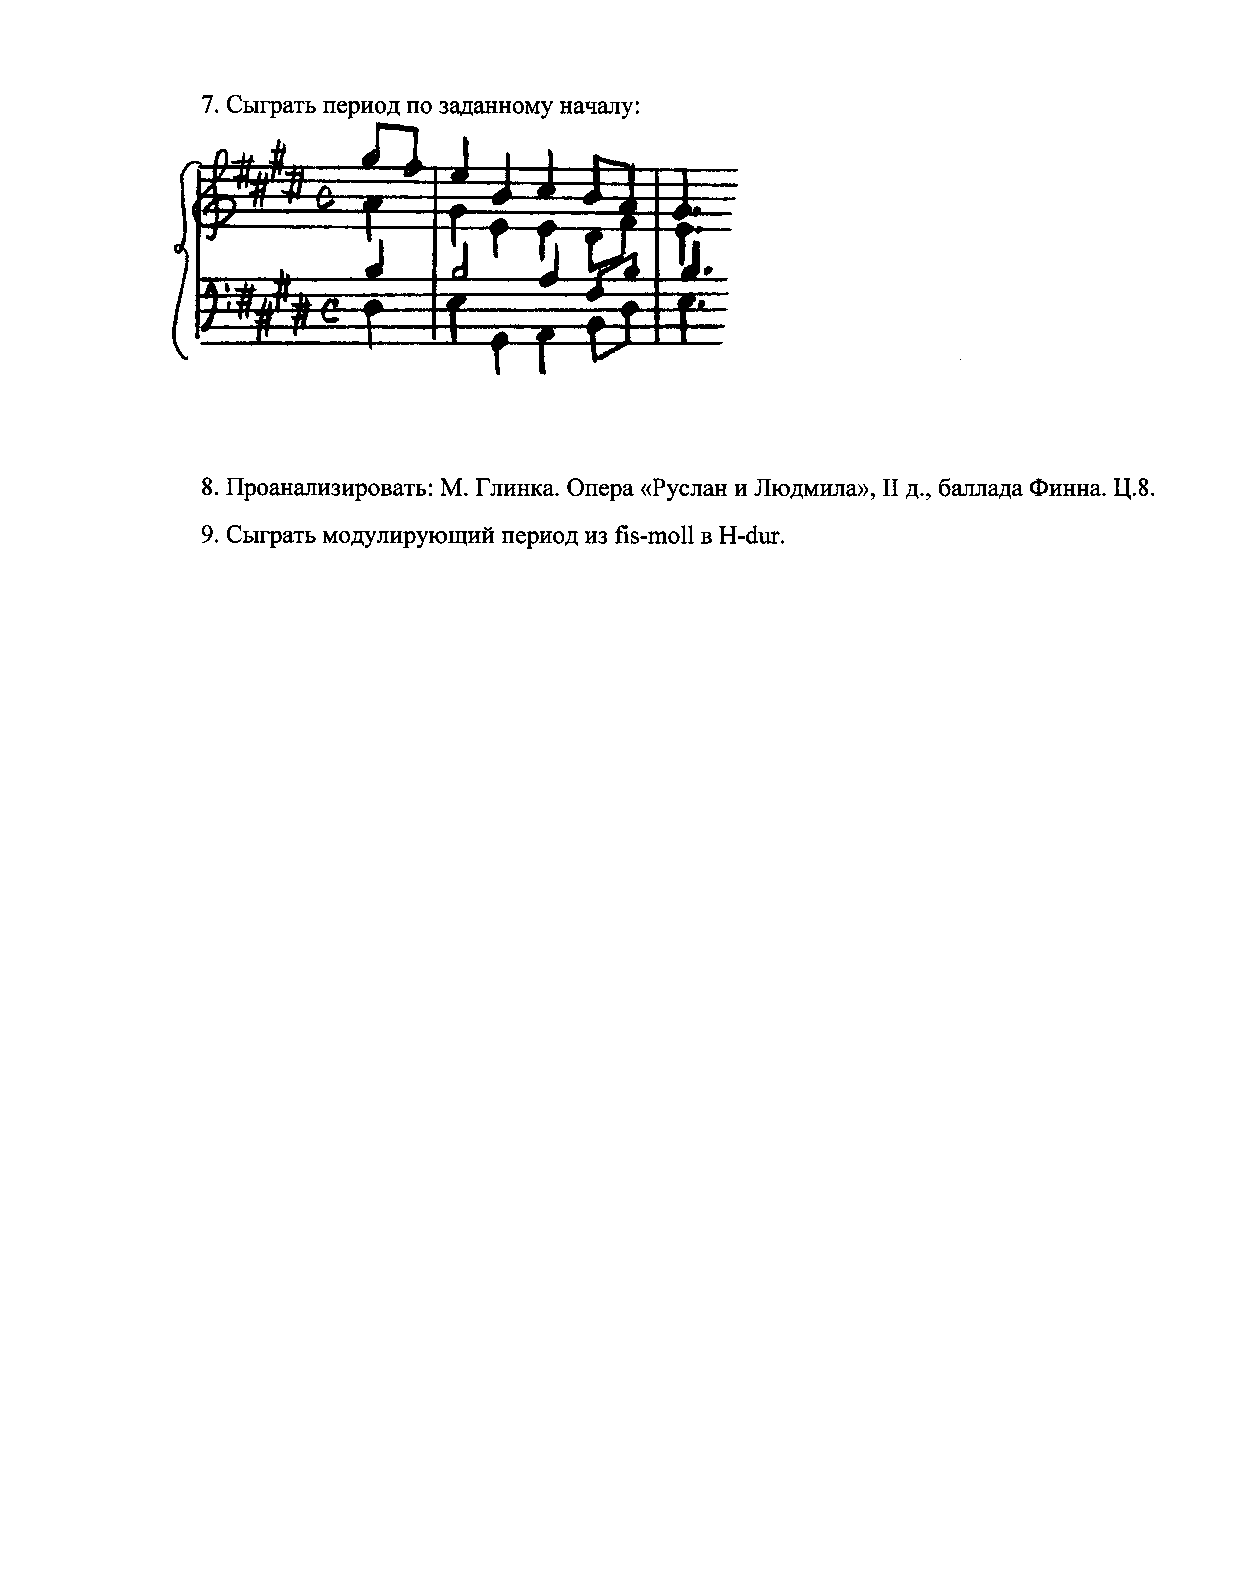 7. Сыграть период по заданному началу:
8. Проанализировать: М. Глинка. Опера «Руслан и Людмила», II д., баллада Финна. Ц.8.
9. Сыграть модулирующий период из fis-moll в H-dur.